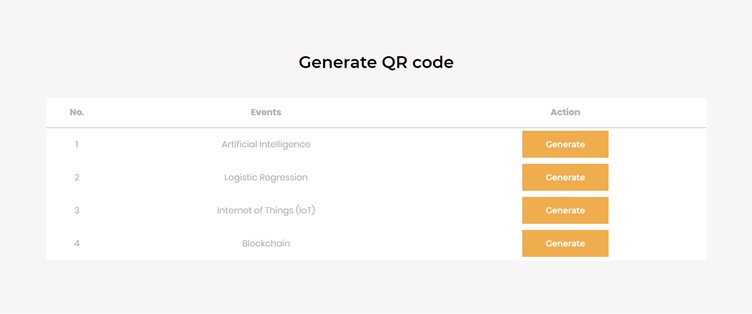 Generate QR code
No. Events Action
1 Artificial Intelligence Generate
2 Logistic Regression Generate
3 Internet of Things (IoT) Generate
4 Blockchain Generate